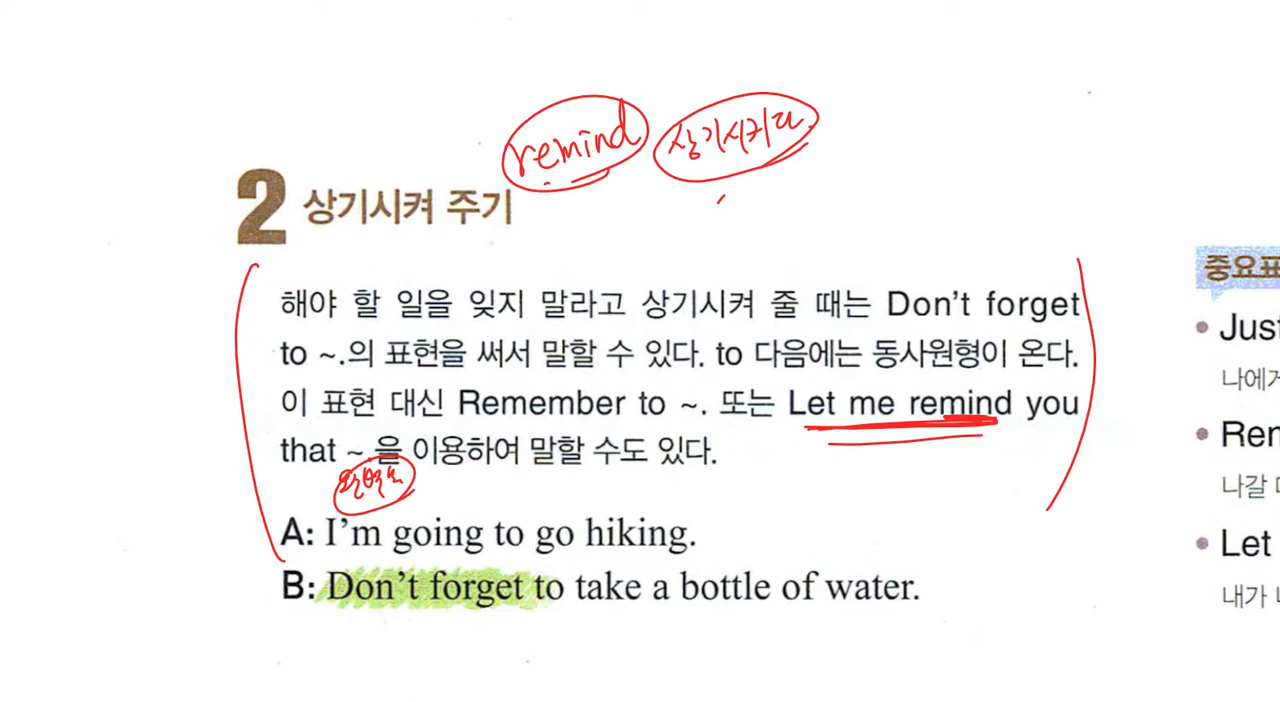 remind 상기시키다.
2 상기시켜 주기
해야 할 일을 잊지 말라고 상기시켜 줄 때는 Don't forget
to ~.의 표현을 써서 말할 수 있다. to 다음에는 동사원형이 온다.
이 표현 대신 Remember to ~. 또는 Let me remind you
that ~.을 이용하여 말할 수도 있다.
A: I'm going to go hiking.
B: Don't forget to take a bottle of water.
중요표
• Just
나에게
• Rem
나갈 
• Let
내가